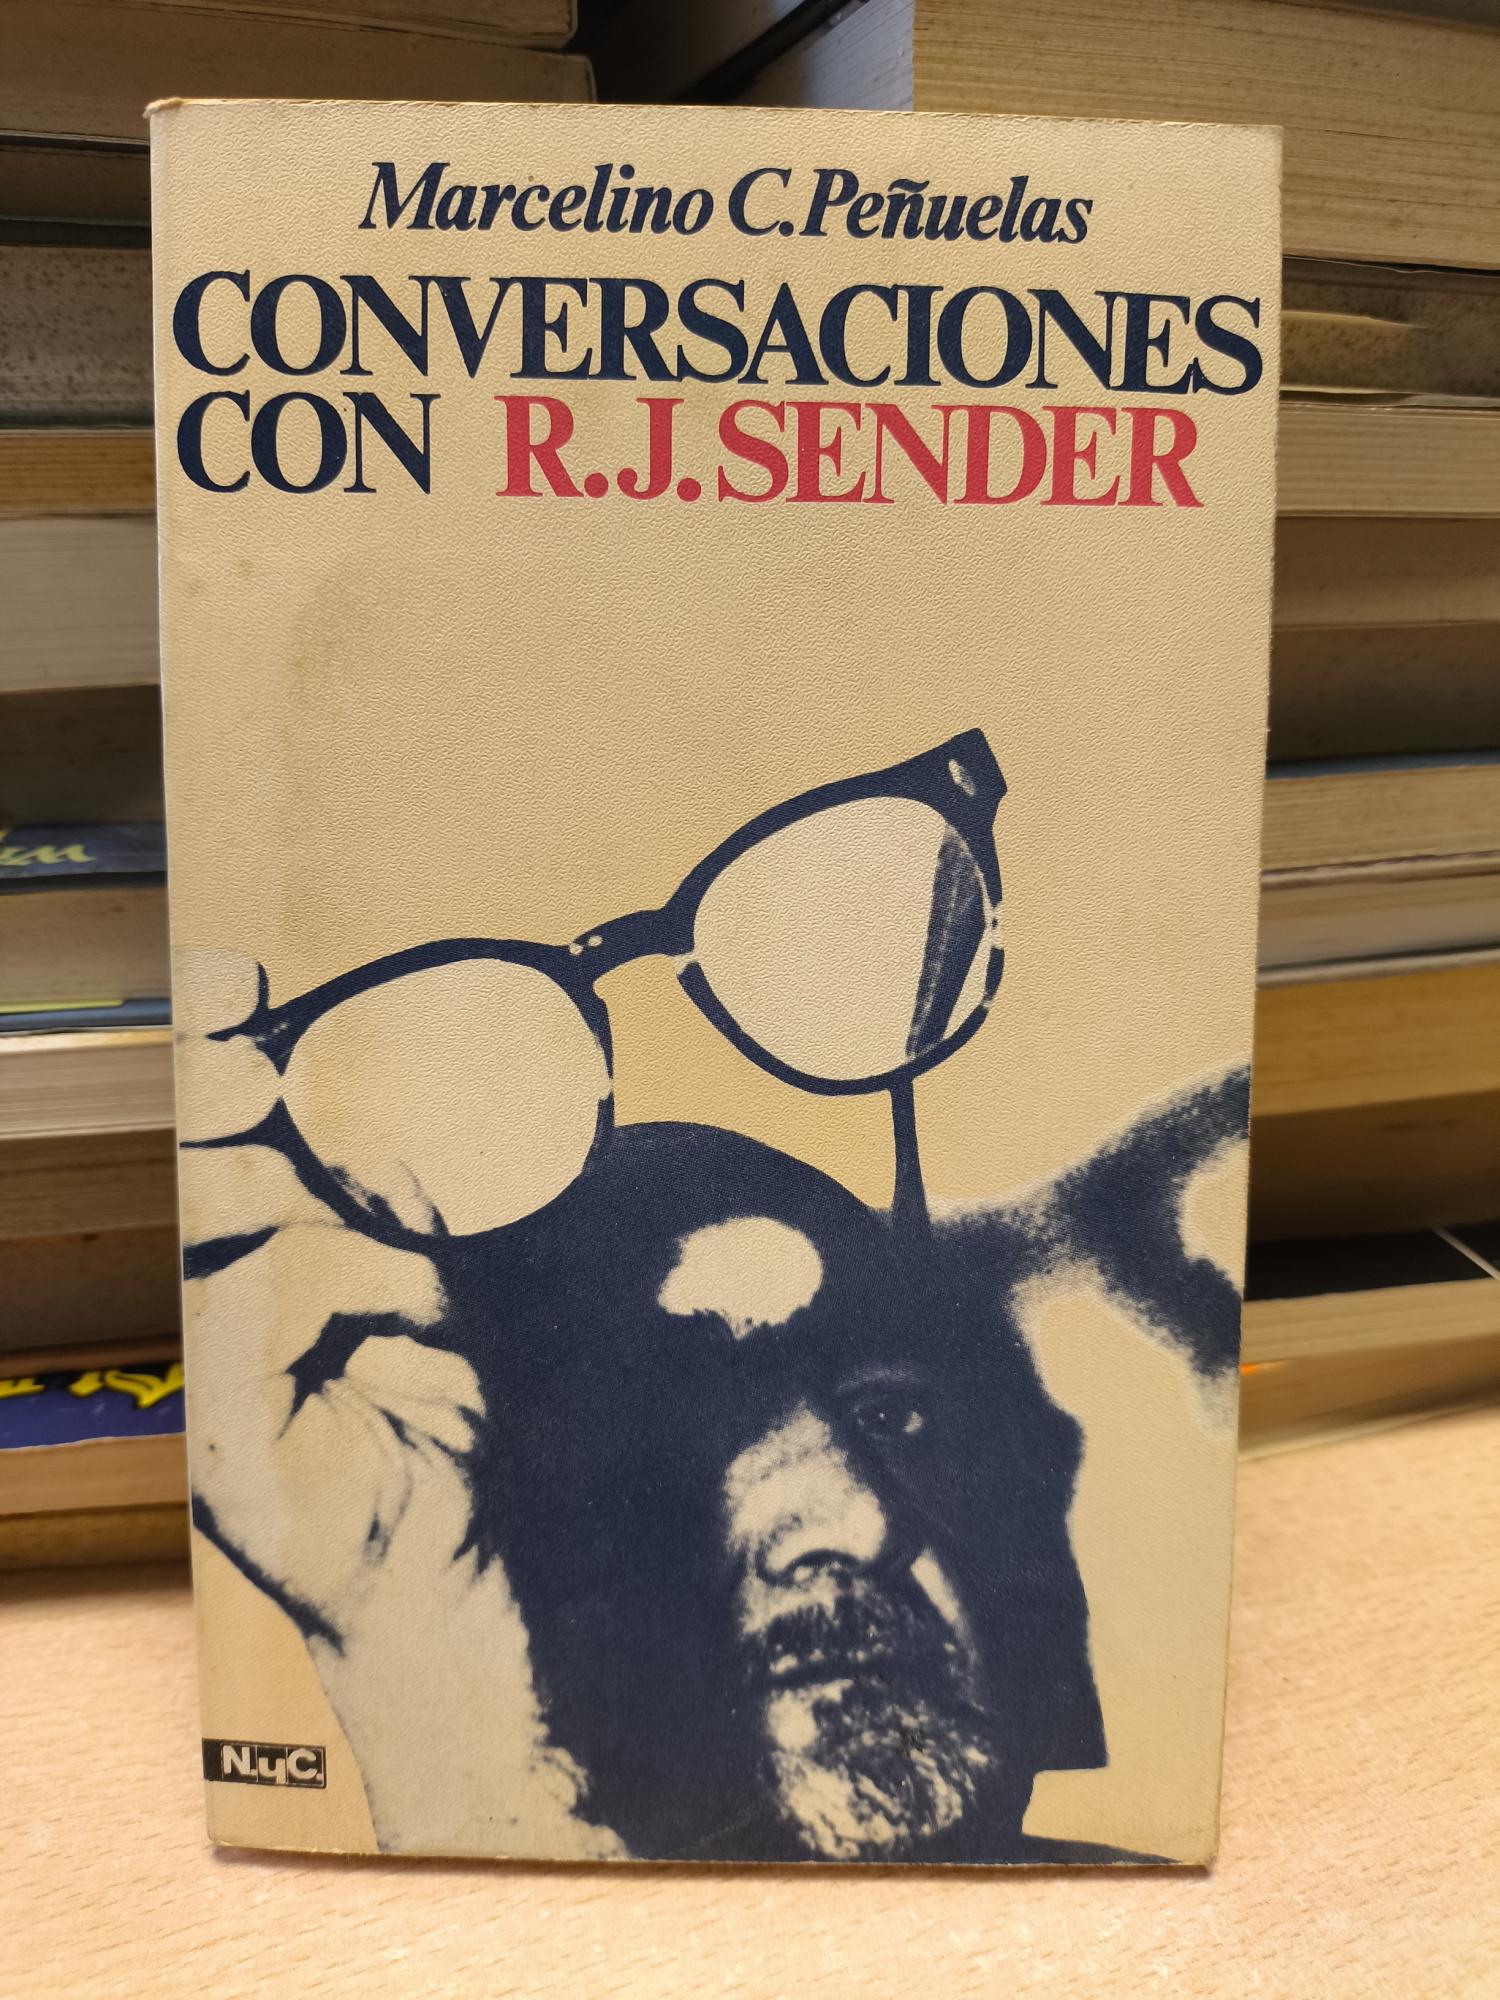 Marcelino C. Peñuelas
CONVERSACIONES
CON R. J. SENDER
N.yC.